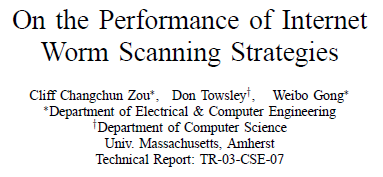 On the Performance of Internet
Worm Scanning Strategies
Cliff Changchun Zou*, Don Towsley†, Weibo Gong*
*Department of Electrical & Computer Engineering
†Department of Computer Science
Univ. Massachusetts, Amherst
Technical Report: TR-03-CSE-07